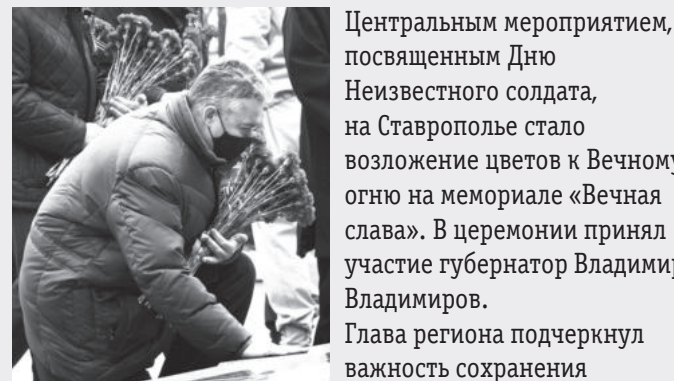 Центральным мероприятием,
посвященным Дню
Неизвестного солдата,
на Ставрополье стало
возложение цветов к Вечному
огню на мемориале «Вечная
слава». В церемонии принял
участие губернатор Владимир
Владимиров.
Глава региона подчеркнул
важность сохранения